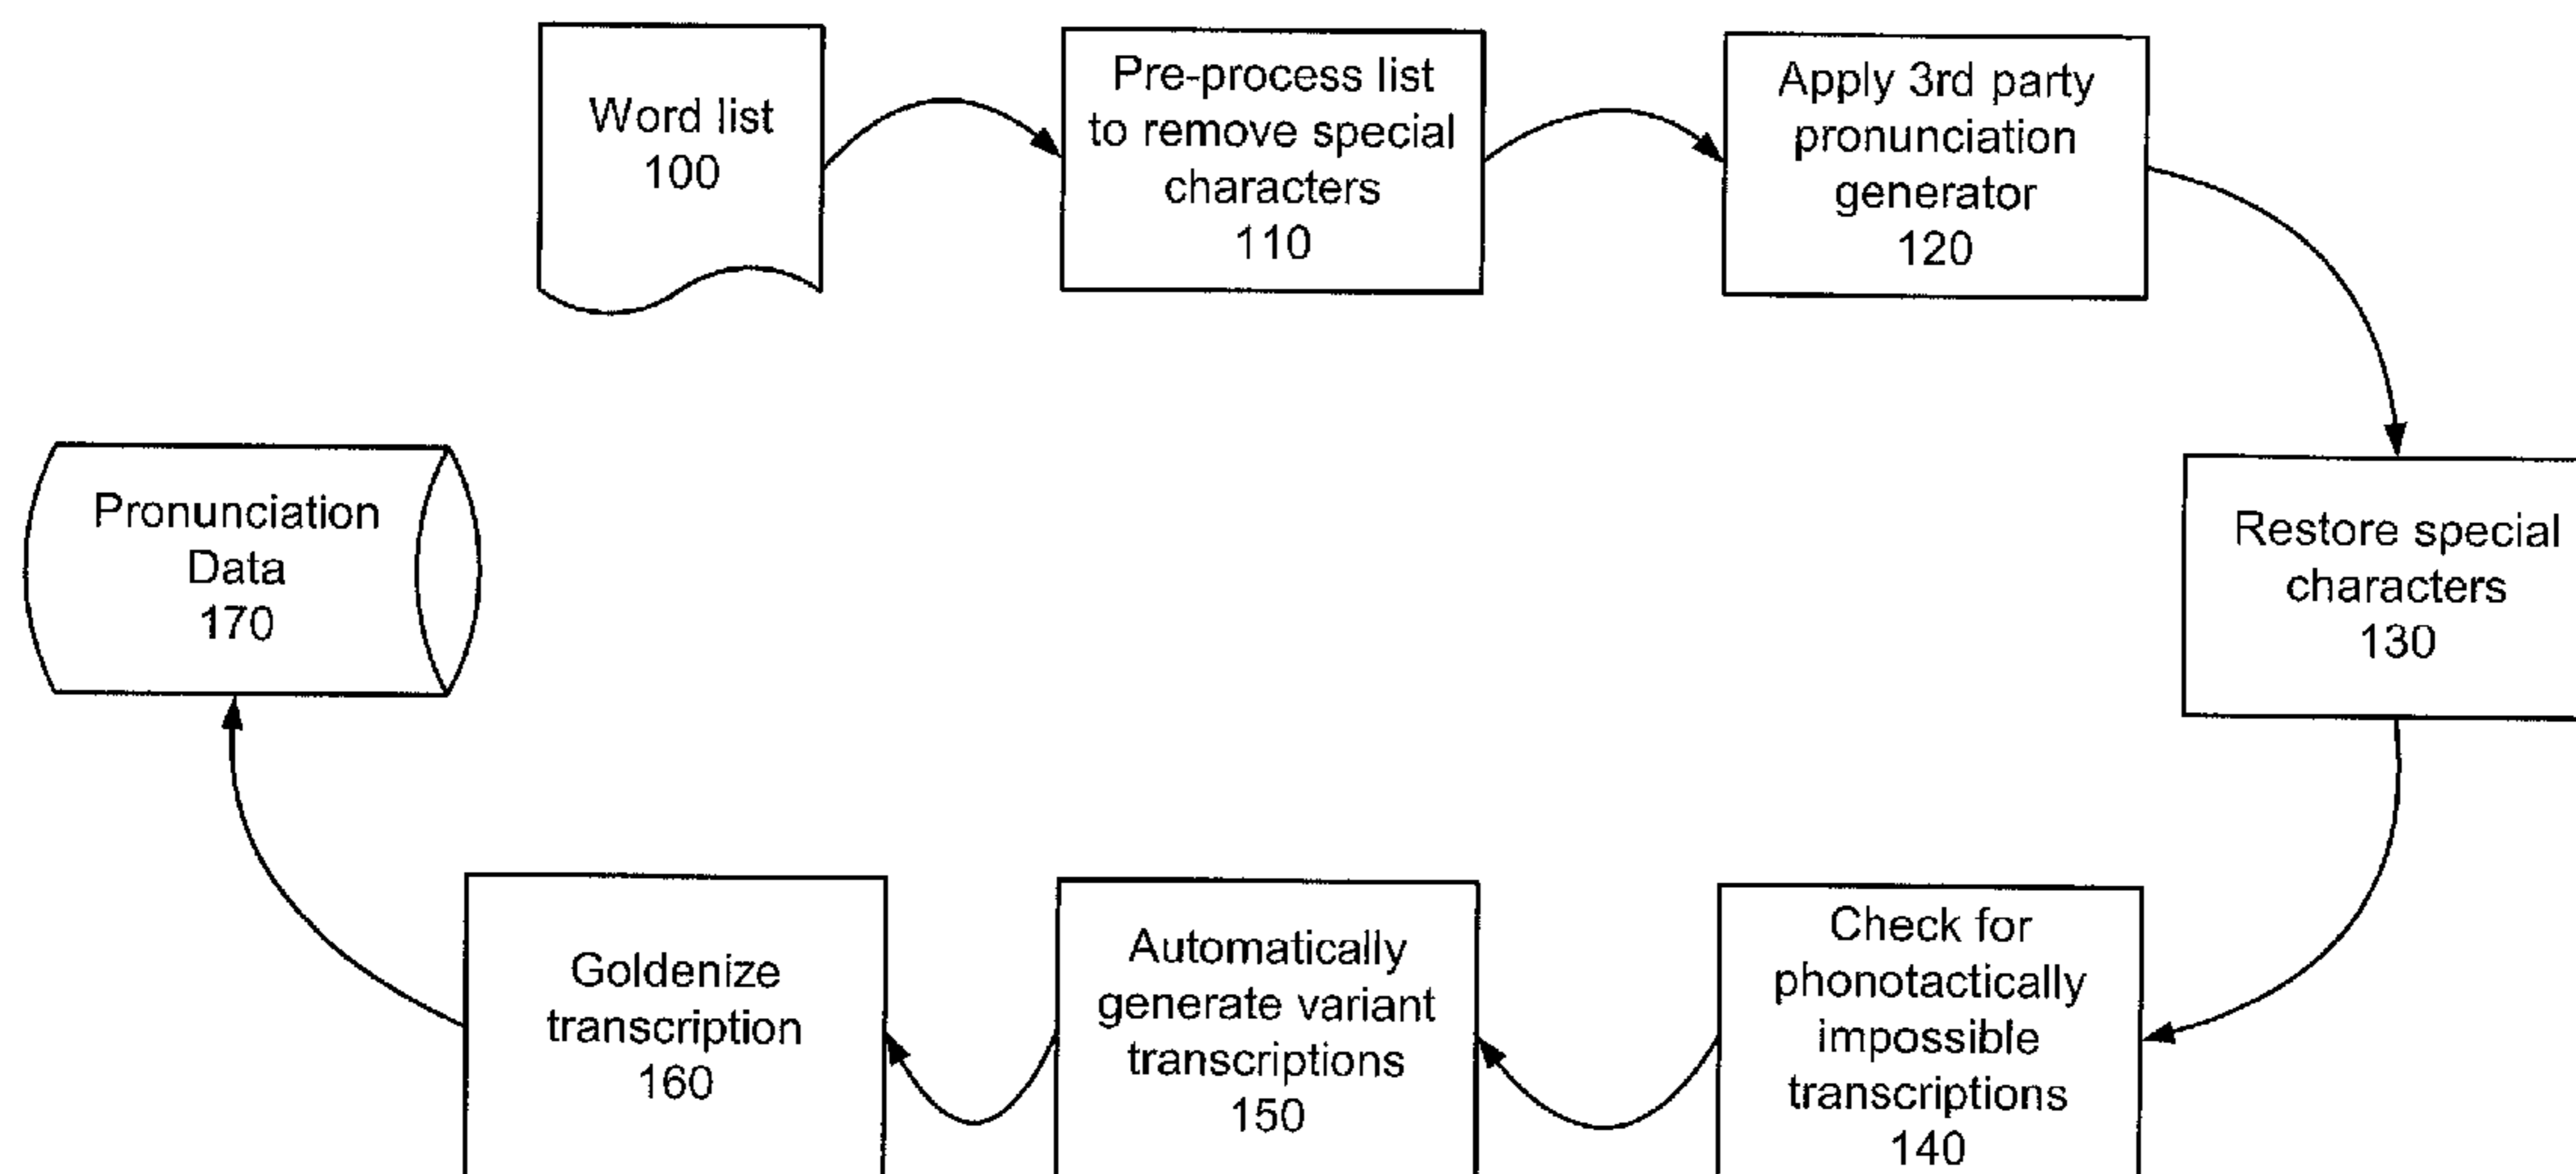 Word list
100
Pre-process list
to remove special
characters
110
Apply 3rd party
pronunciation
generator
120
Restore special
characters
130
Check for
phonotactically
impossible
transcriptions
140
Automatically
generate variant
transcriptions
150
Goldenize
transcription
160
Pronunciation
Data
170